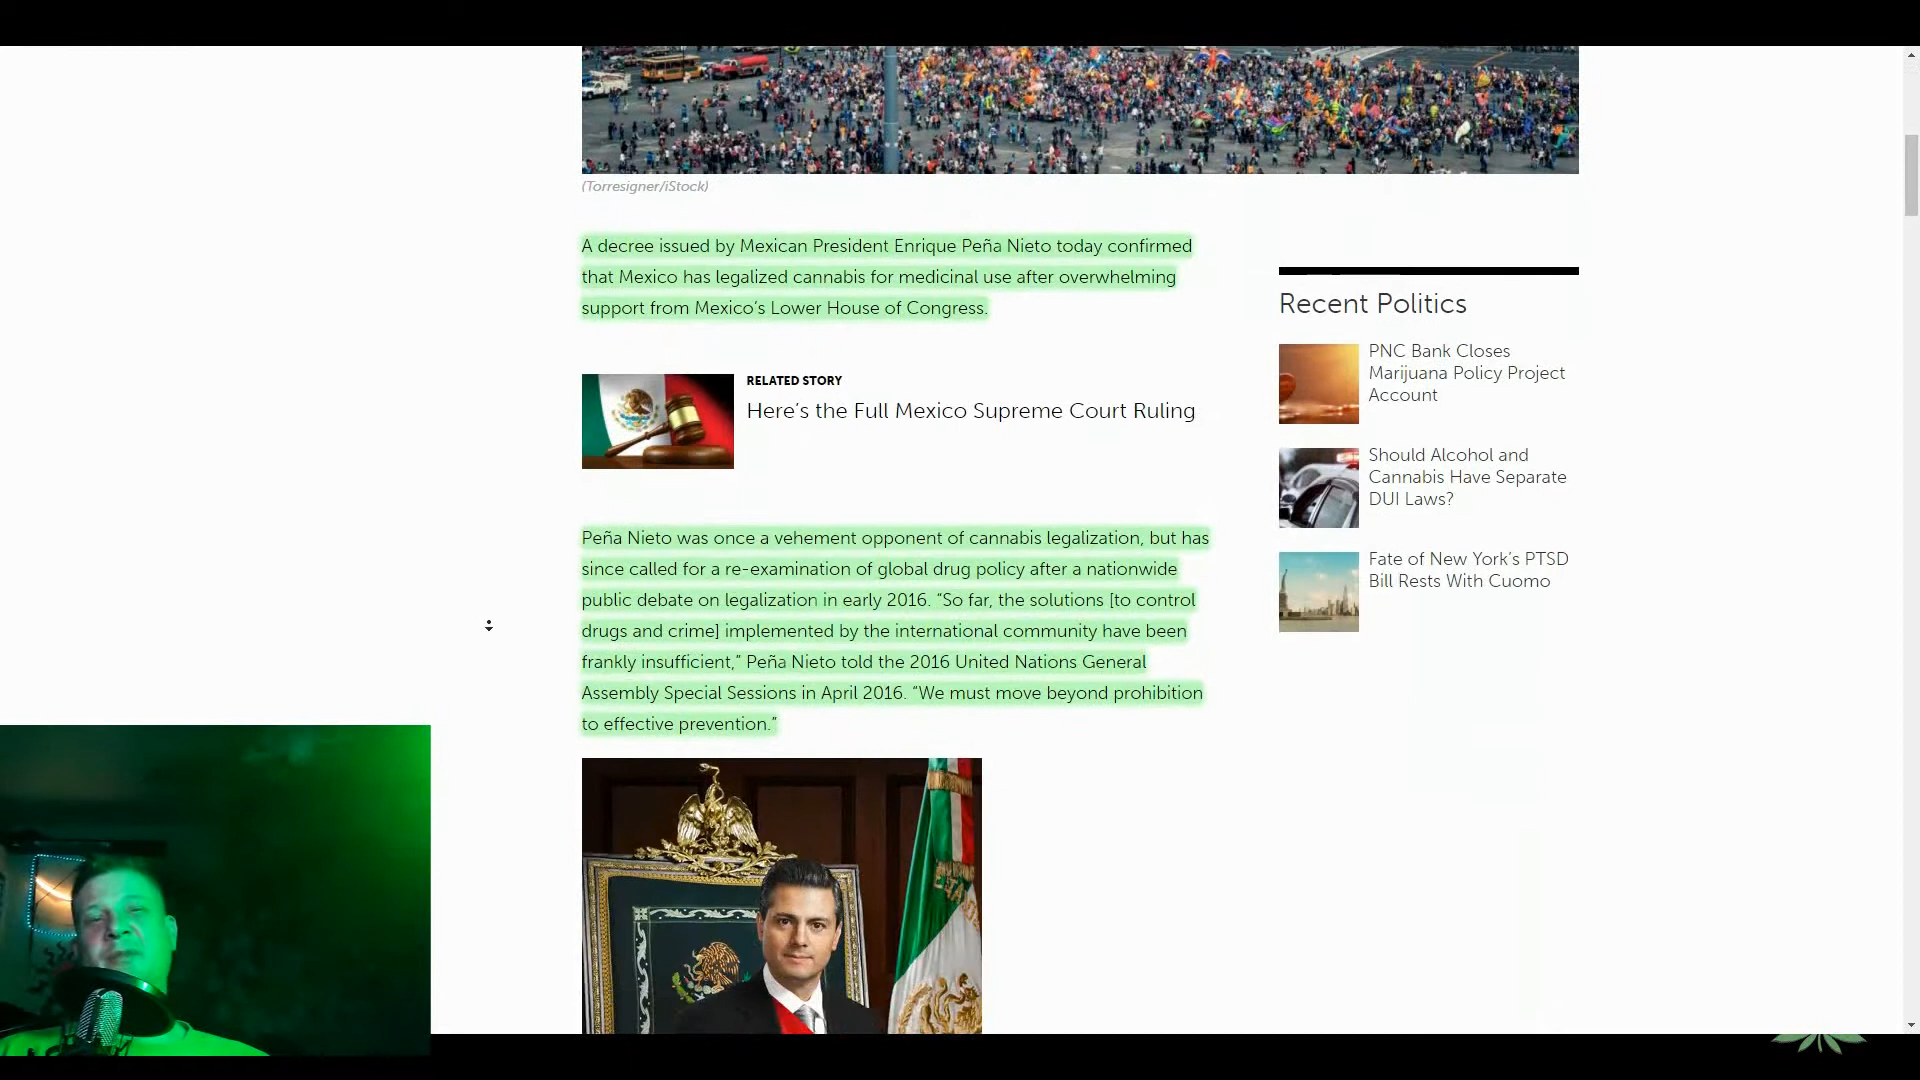 (Torresigner/iStock)
A decree issued by Mexican President Enrique Peña Nieto today confirmed
that Mexico has legalized cannabis for medicinal use after overwhelming
support from Mexico’s Lower House of Congress.
RELATED STORY
Here’s the Full Mexico Supreme Court Ruling
Peña Nieto was once a vehement opponent of cannabis legalization, but has
since called for a re-examination of global drug policy after a nationwide
public debate on legalization in early 2016. “So far, the solutions [to control
drugs and crime] implemented by the international community have been
frankly insufficient,” Peña Nieto told the 2016 United Nations General
Assembly Special Sessions in April 2016. “We must move beyond prohibition
to effective prevention.”
Recent Politics
PNC Bank Closes
Marijuana Policy Project
Account
Should Alcohol and
Cannabis Have Separate
DUI Laws?
Fate of New York’s PTSD
Bill Rests With Cuomo